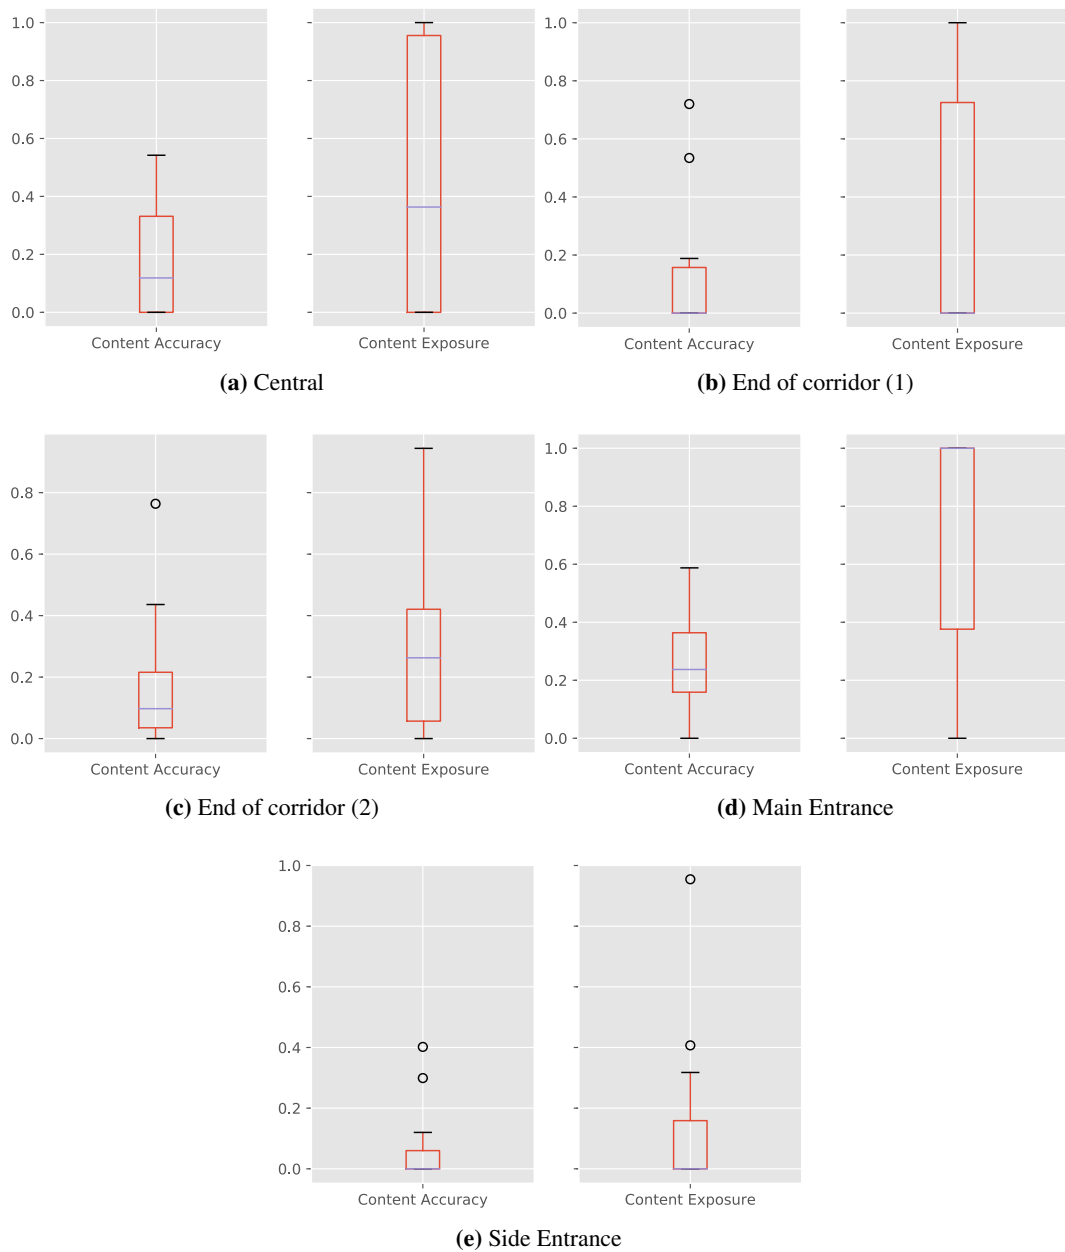 1.0
0.8
0.6
0.4
0.2
0.0
Content Accuracy
Content Exposure
(a) Central
1.0
0.8
0.6
0.4
0.2
0.0
Content Accuracy
Content Exposure
(b) End of corridor (1)
0.8
0.6
0.4
0.2
0.0
Content Accuracy
Content Exposure
(c) End of corridor (2)
1.0
0.8
0.6
0.4
0.2
0.0
Content Accuracy
Content Exposure
(d) Main Entrance
1.0
0.8
0.6
0.4
0.2
0.0
Content Accuracy
Content Exposure
(e) Side Entrance